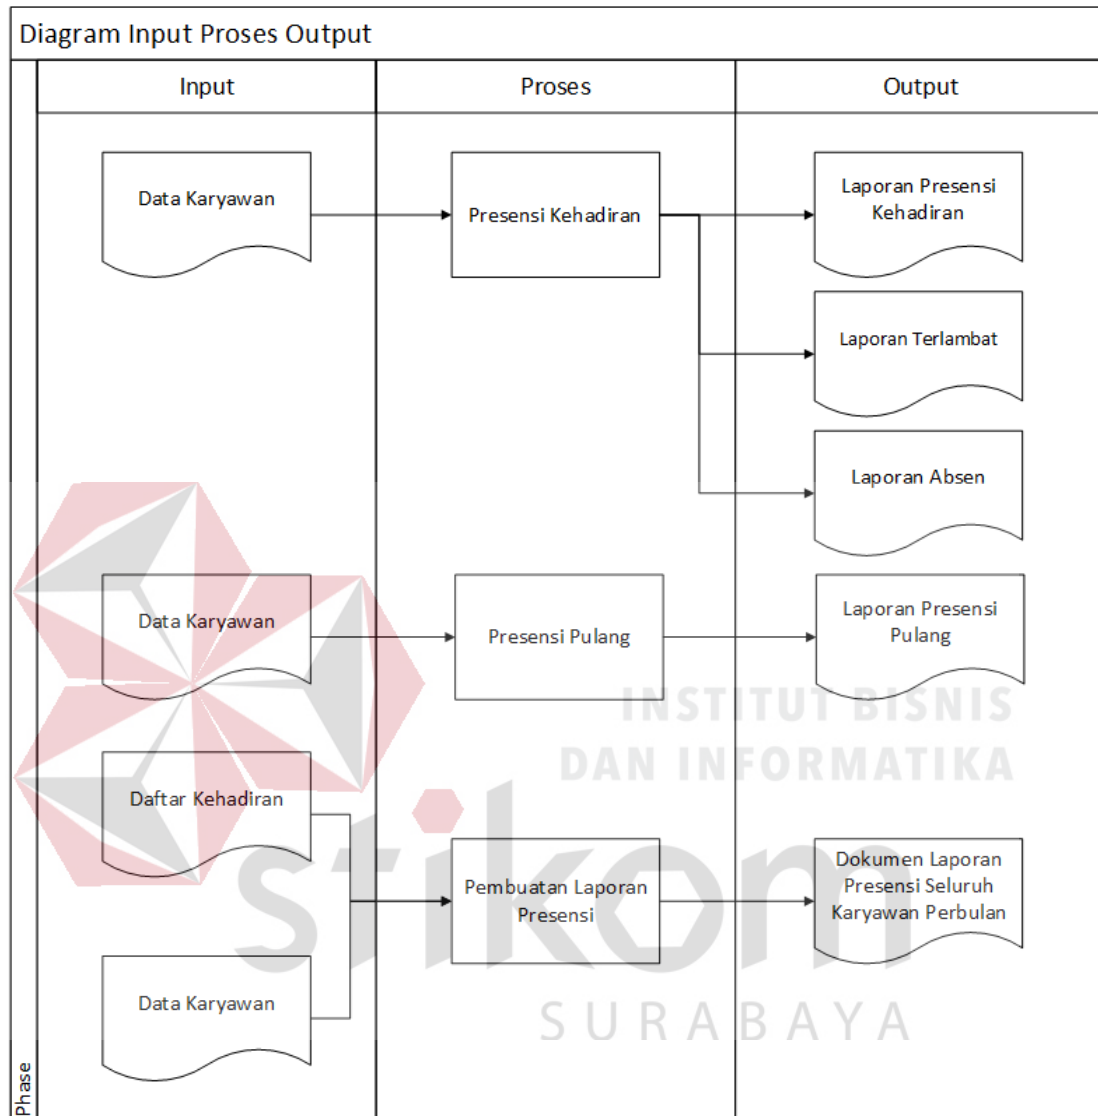 Diagram Input Proses Output
Input
Proses
Output
Data Karyawan
Presensi Kehadiran
Laporan Presensi
Kehadiran
Laporan Terlambat
Laporan Absen
Data Karyawan
Presensi Pulang
Laporan Presensi
Pulang
INSTITUT BISNIS
DAN INFORMATIKA
Daftar Kehadiran
stikom
Pembuatan Laporan
Presensi
Dokumen Laporan
Presensi Seluruh
Karyawan Perbulan
Data Karyawan
SURABAYA
Phase